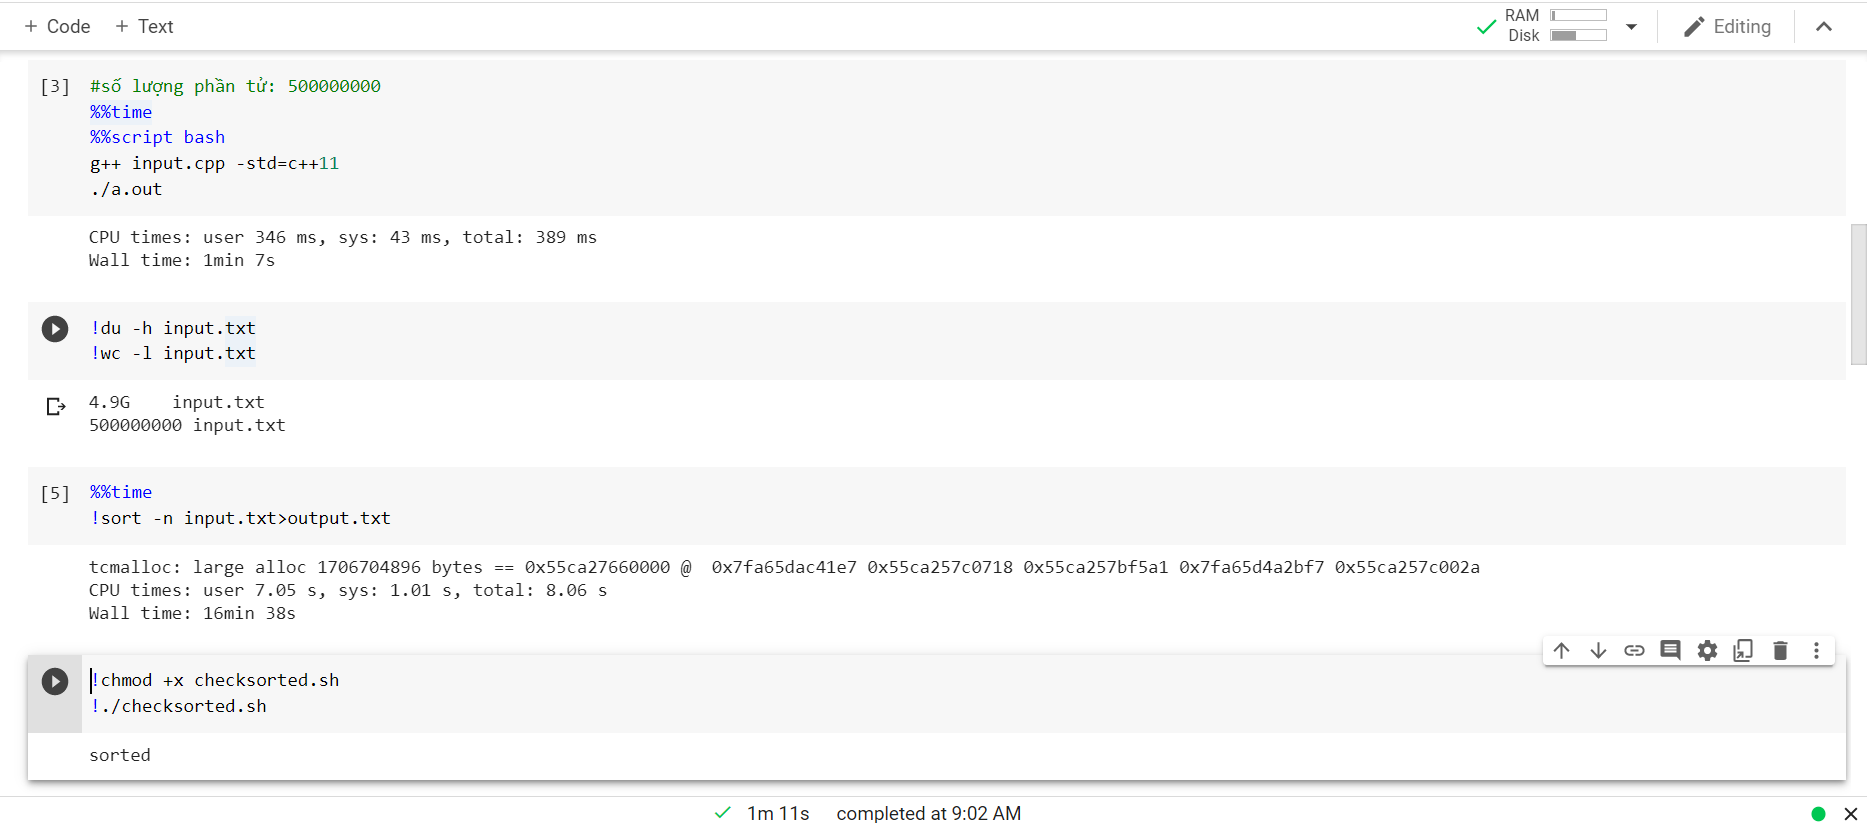 + Code + Text
RAM
Disk
Editing
[3] #số lượng phần tử: 500000000
%%time
%%script bash
g++ input.cpp -std=c++11
./a.out
CPU times: user 346 ms, sys: 43 ms, total: 389 ms
Wall time: 1min 7s
!du -h input.txt
!wc -l input.txt
4.9G    input.txt
500000000 input.txt
[5] %%time
!sort -n input.txt>output.txt
tcmalloc: large alloc 1706704896 bytes == 0x55ca27660000 @  0x7fa65dac41e7 0x55ca257c0718 0x55ca257bf5a1 0x7fa65d4a2bf7 0x55ca257c002a
CPU times: user 7.05 s, sys: 1.01 s, total: 8.06 s
Wall time: 16min 38s
!chmod +x checksorted.sh
!./checksorted.sh
sorted
1m 11s completed at 9:02 AM